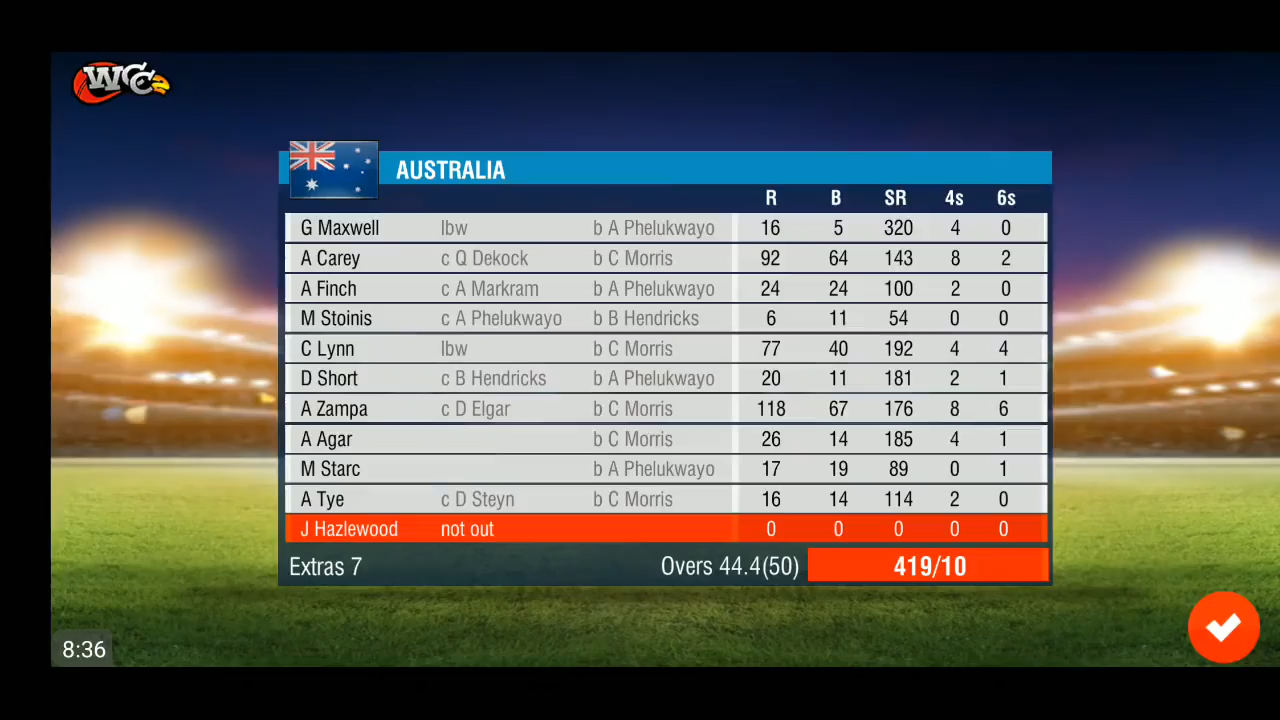 WCC
AUSTRALIA
R B SR 4s 6s
G Maxwell lbw b A Phelukwayo 16 5 320 4 0
A Carey c Q Dekock b C Morris 92 64 143 8 2
A Finch c A Markram b A Phelukwayo 24 24 100 2 0
M Stoinis c A Phelukwayo b B Hendricks 6 11 54 0 0
C Lynn lbw b C Morris 77 40 192 4 4
D Short c B Hendricks b A Phelukwayo 20 11 181 2 1
A Zampa c D Elgar b C Morris 118 67 176 8 6
A Agar b C Morris 26 14 185 4 1
M Starc b A Phelukwayo 17 19 89 0 1
A Tye c D Steyn b C Morris 16 14 114 2 0
J Hazlewood not out 0 0 0 0 0
Extras 7 Overs 44.4(50) 419/10
8:36